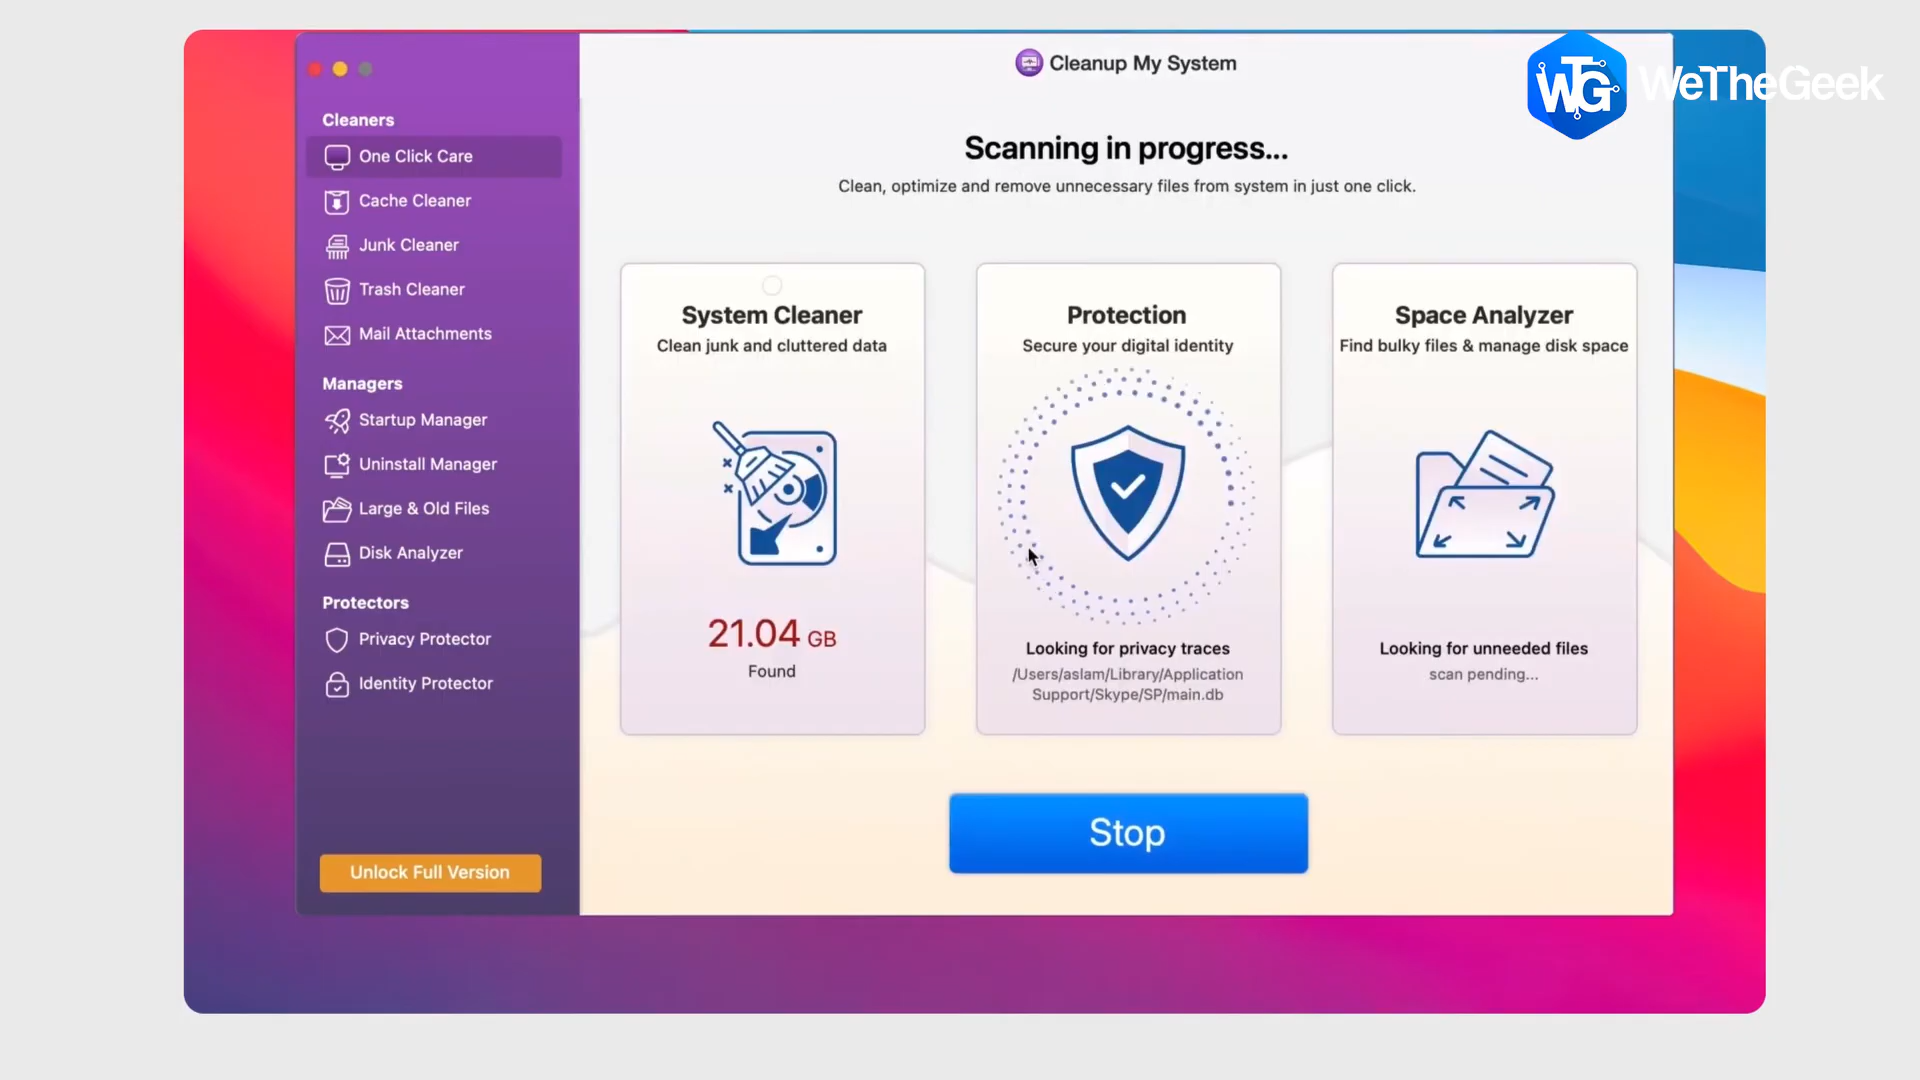 Cleanup My System
WTG WeTheGeek
Cleaners
One Click Care
Cache Cleaner
Junk Cleaner
Trash Cleaner
Mail Attachments
Managers
Startup Manager
Uninstall Manager
Large & Old Files
Disk Analyzer
Protectors
Privacy Protector
Identity Protector
Unlock Full Version
Scanning in progress...
Clean, optimize and remove unnecessary files from system in just one click.
System Cleaner
Clean junk and cluttered data
21.04 GB
Found
Protection
Secure your digital identity
Looking for privacy traces
/Users/aslam/Library/Application
Support/Skype/SP/main.db
Space Analyzer
Find bulky files & manage disk space
Looking for unneeded files
scan pending...
Stop